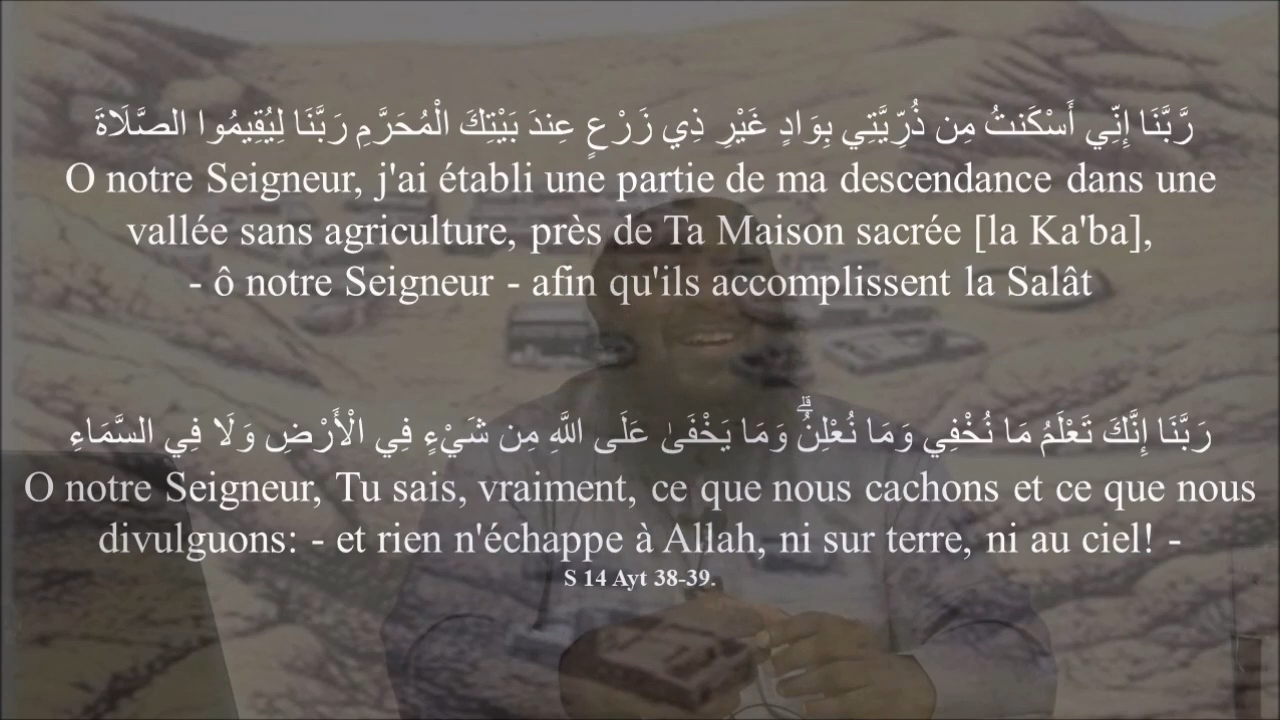 رَّبَّنَا إِنِّي أَسْكَنتُ مِن ذُرِّيَّتِي بِوَادٍ غَيْرِ ذِي زَرْعٍ عِندَ بَيْتِكَ الْمُحَرَّمِ رَبَّنَا لِيُقِيمُوا الصَّلَاةَ
O notre Seigneur, j'ai établi une partie de ma descendance dans une
vallée sans agriculture, près de Ta Maison sacrée [la Ka'ba],
- ô notre Seigneur - afin qu'ils accomplissent la Salât
رَبَّنَا إِنَّكَ تَعْلَمُ مَا نُخْفِي وَمَا نُعْلِنُ ۗ وَمَا يَخْفَىٰ عَلَى اللَّهِ مِن شَيْءٍ فِي الْأَرْضِ وَلَا فِي السَّمَاءِ
O notre Seigneur, Tu sais, vraiment, ce que nous cachons et ce que nous
divulguons: - et rien n'échappe à Allah, ni sur terre, ni au ciel! -
S 14 Ayt 38-39.